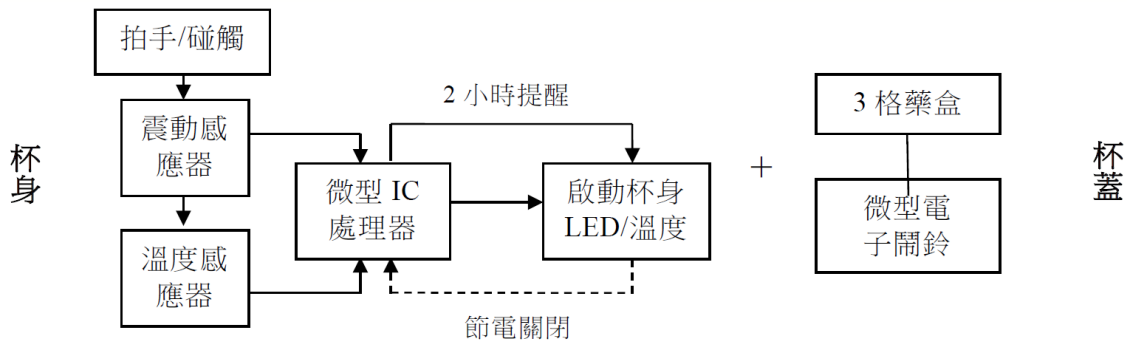 拍手/碰觸
2 小時提醒
3 格藥盒
震動感
應器
杯身
微型 IC
處理器
啟動杯身
LED/溫度
+
杯蓋
微型電
子鬧鈴
溫度感
應器
節電關閉